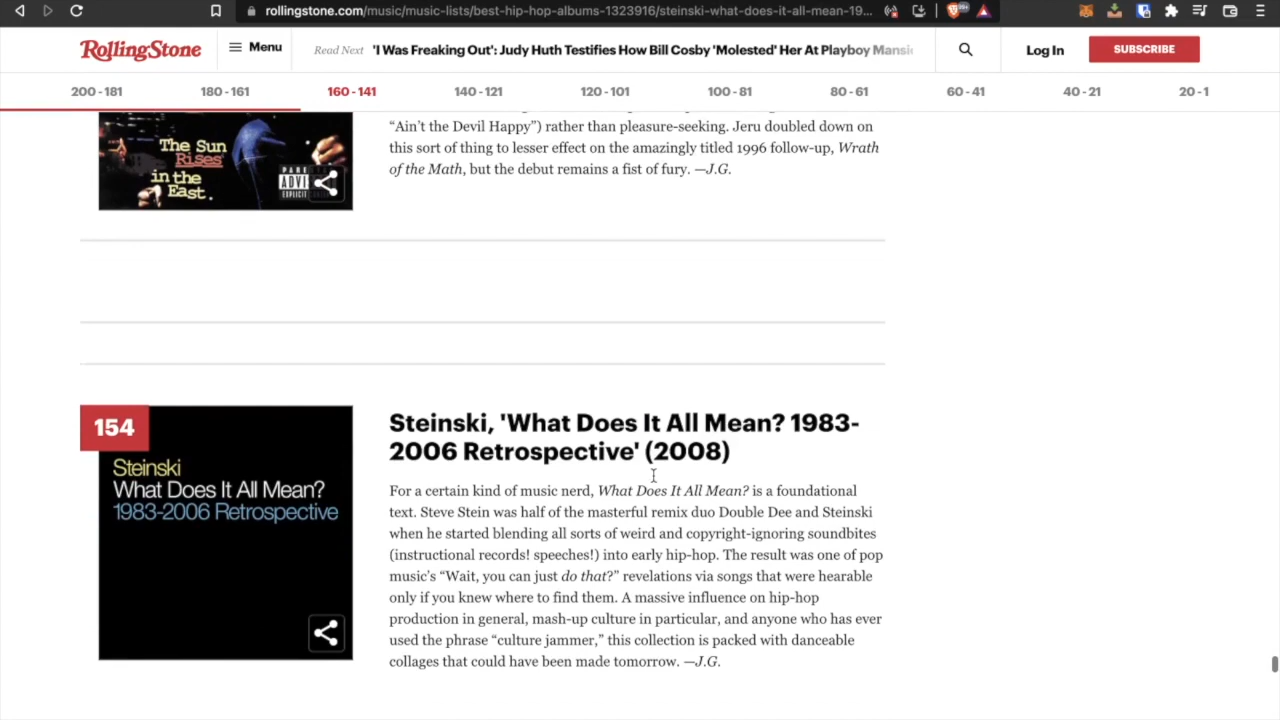 rollingstone.com/music/music-lists/best-hip-hop-albums-1323916/steinski-what-does-it-all-mean-19...
RollingStone
Menu
Read Next 'I Was Freaking Out': Judy Huth Testifies How Bill Cosby 'Molested' Her At Playboy Mansi
Log In
SUBSCRIBE
200 - 181
180 - 161
160 - 141
140 - 121
120 - 101
100 - 81
80 - 61
60 - 41
40 - 21
20 - 1
The Sun
Rises
in the
East.
“Ain’t the Devil Happy”) rather than pleasure-seeking. Jeru doubled down on
this sort of thing to lesser effect on the amazingly titled 1996 follow-up, Wrath
of the Math, but the debut remains a fist of fury. —J.G.
154
Steinski
What Does It All Mean?
1983-2006 Retrospective
Steinski, 'What Does It All Mean? 1983-
2006 Retrospective' (2008)
For a certain kind of music nerd, What Does It All Mean? is a foundational
text. Steve Stein was half of the masterful remix duo Double Dee and Steinski
when he started blending all sorts of weird and copyright-ignoring soundbites
(instructional records! speeches!) into early hip-hop. The result was one of pop
music’s “Wait, you can just do that?” revelations via songs that were hearable
only if you knew where to find them. A massive influence on hip-hop
production in general, mash-up culture in particular, and anyone who has ever
used the phrase “culture jammer,” this collection is packed with danceable
collages that could have been made tomorrow. —J.G.